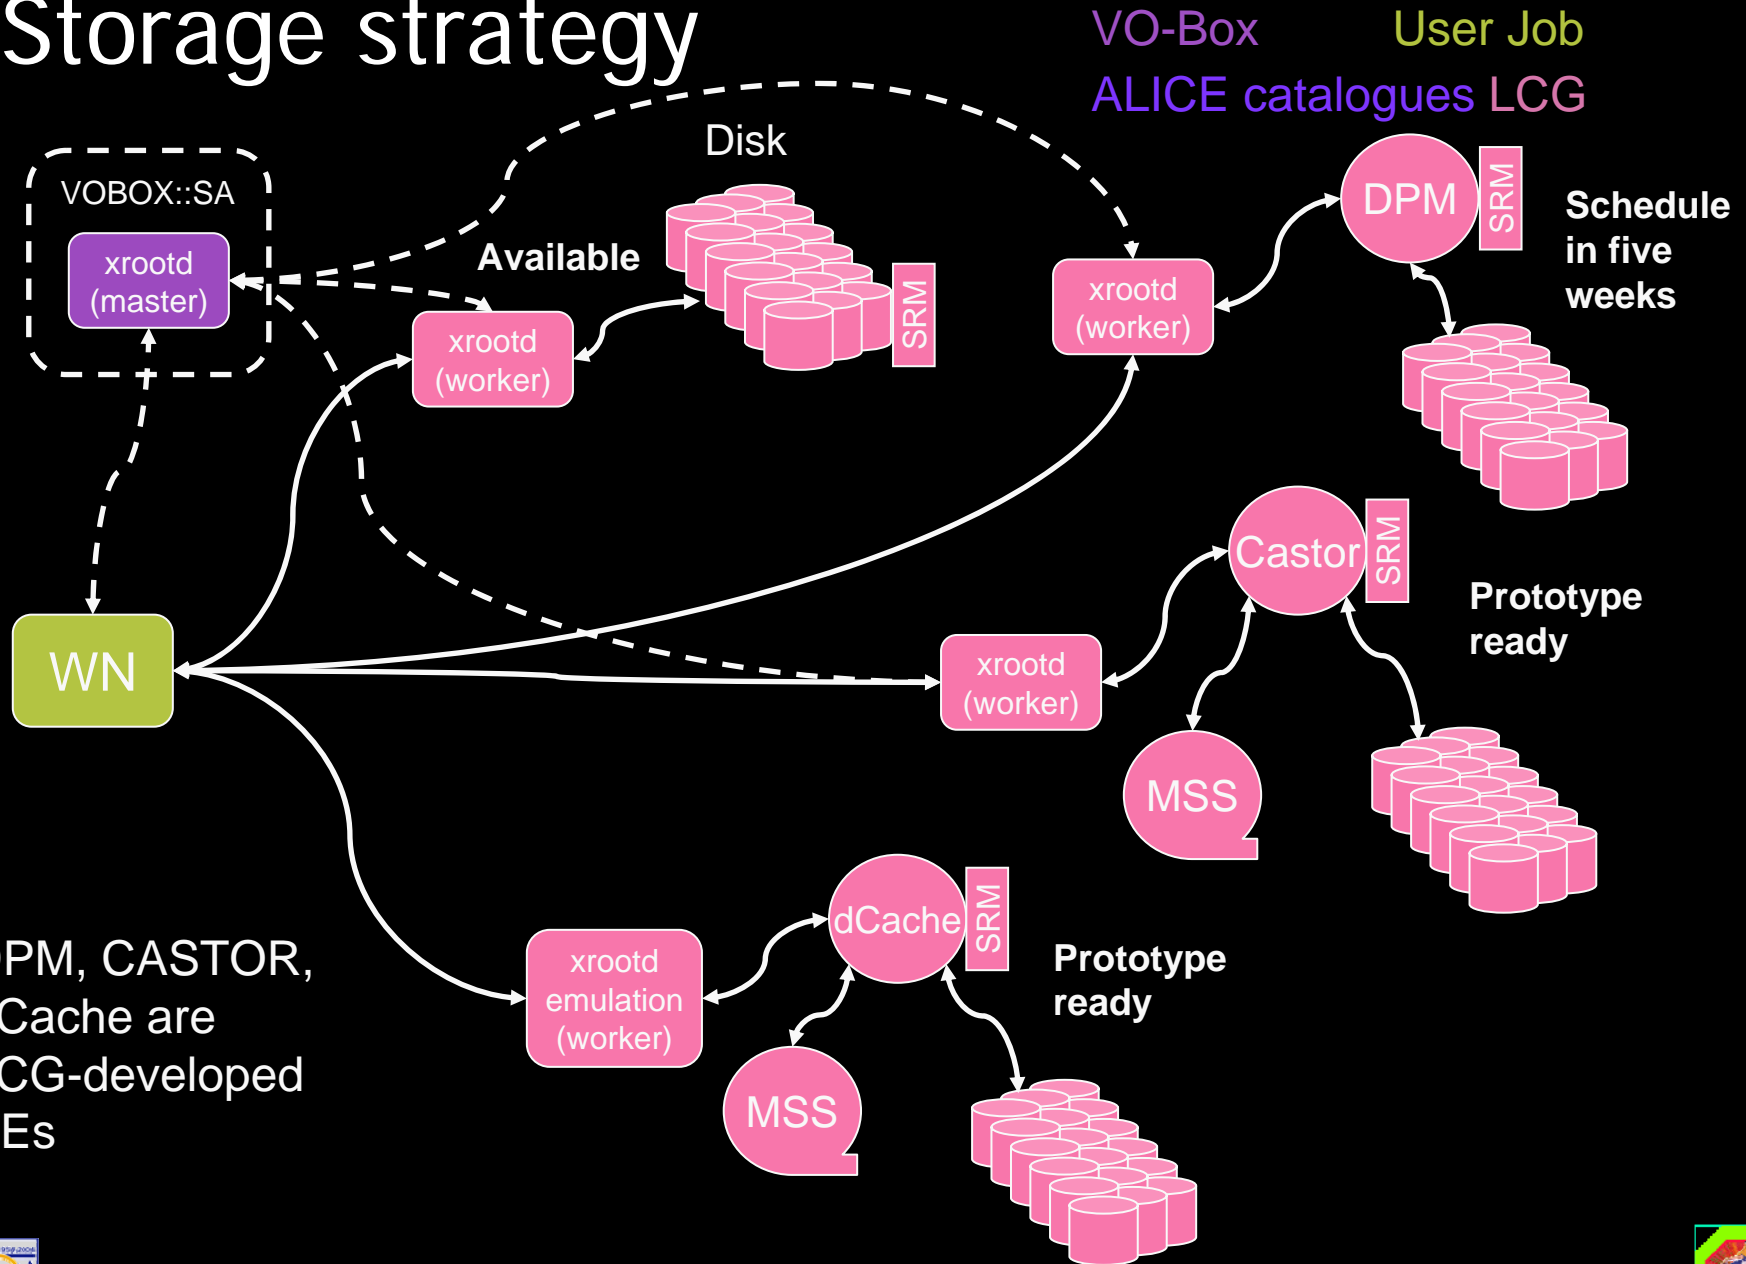 Storage strategy
VO-Box
User Job
ALICE catalogues LCG
Disk
VOBOX::SA
xrootd
(master)
Available
xrootd
(worker)
SRM
xrootd
(worker)
DPM
SRM
Schedule
in five
weeks
WN
Castor
SRM
Prototype
ready
xrootd
(worker)
MSS
dCache
SRM
Prototype
ready
xrootd
emulation
(worker)
MSS
PM, CASTOR,
Cache are
CG-developed
Es